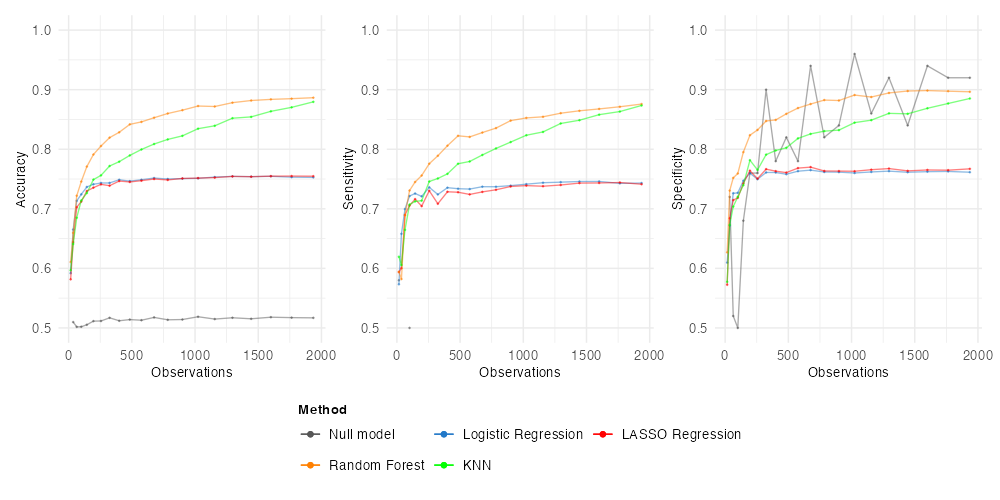 Accuracy
1.0
0.9
0.8
0.7
0.6
0.5
0 500 1000 1500 2000
Observations
Sensitivity
1.0
0.9
0.8
0.7
0.6
0.5
0 500 1000 1500 2000
Observations
Specificity
1.0
0.9
0.8
0.7
0.6
0.5
0 500 1000 1500 2000
Observations
Method
Null model Logistic Regression LASSO Regression
Random Forest KNN